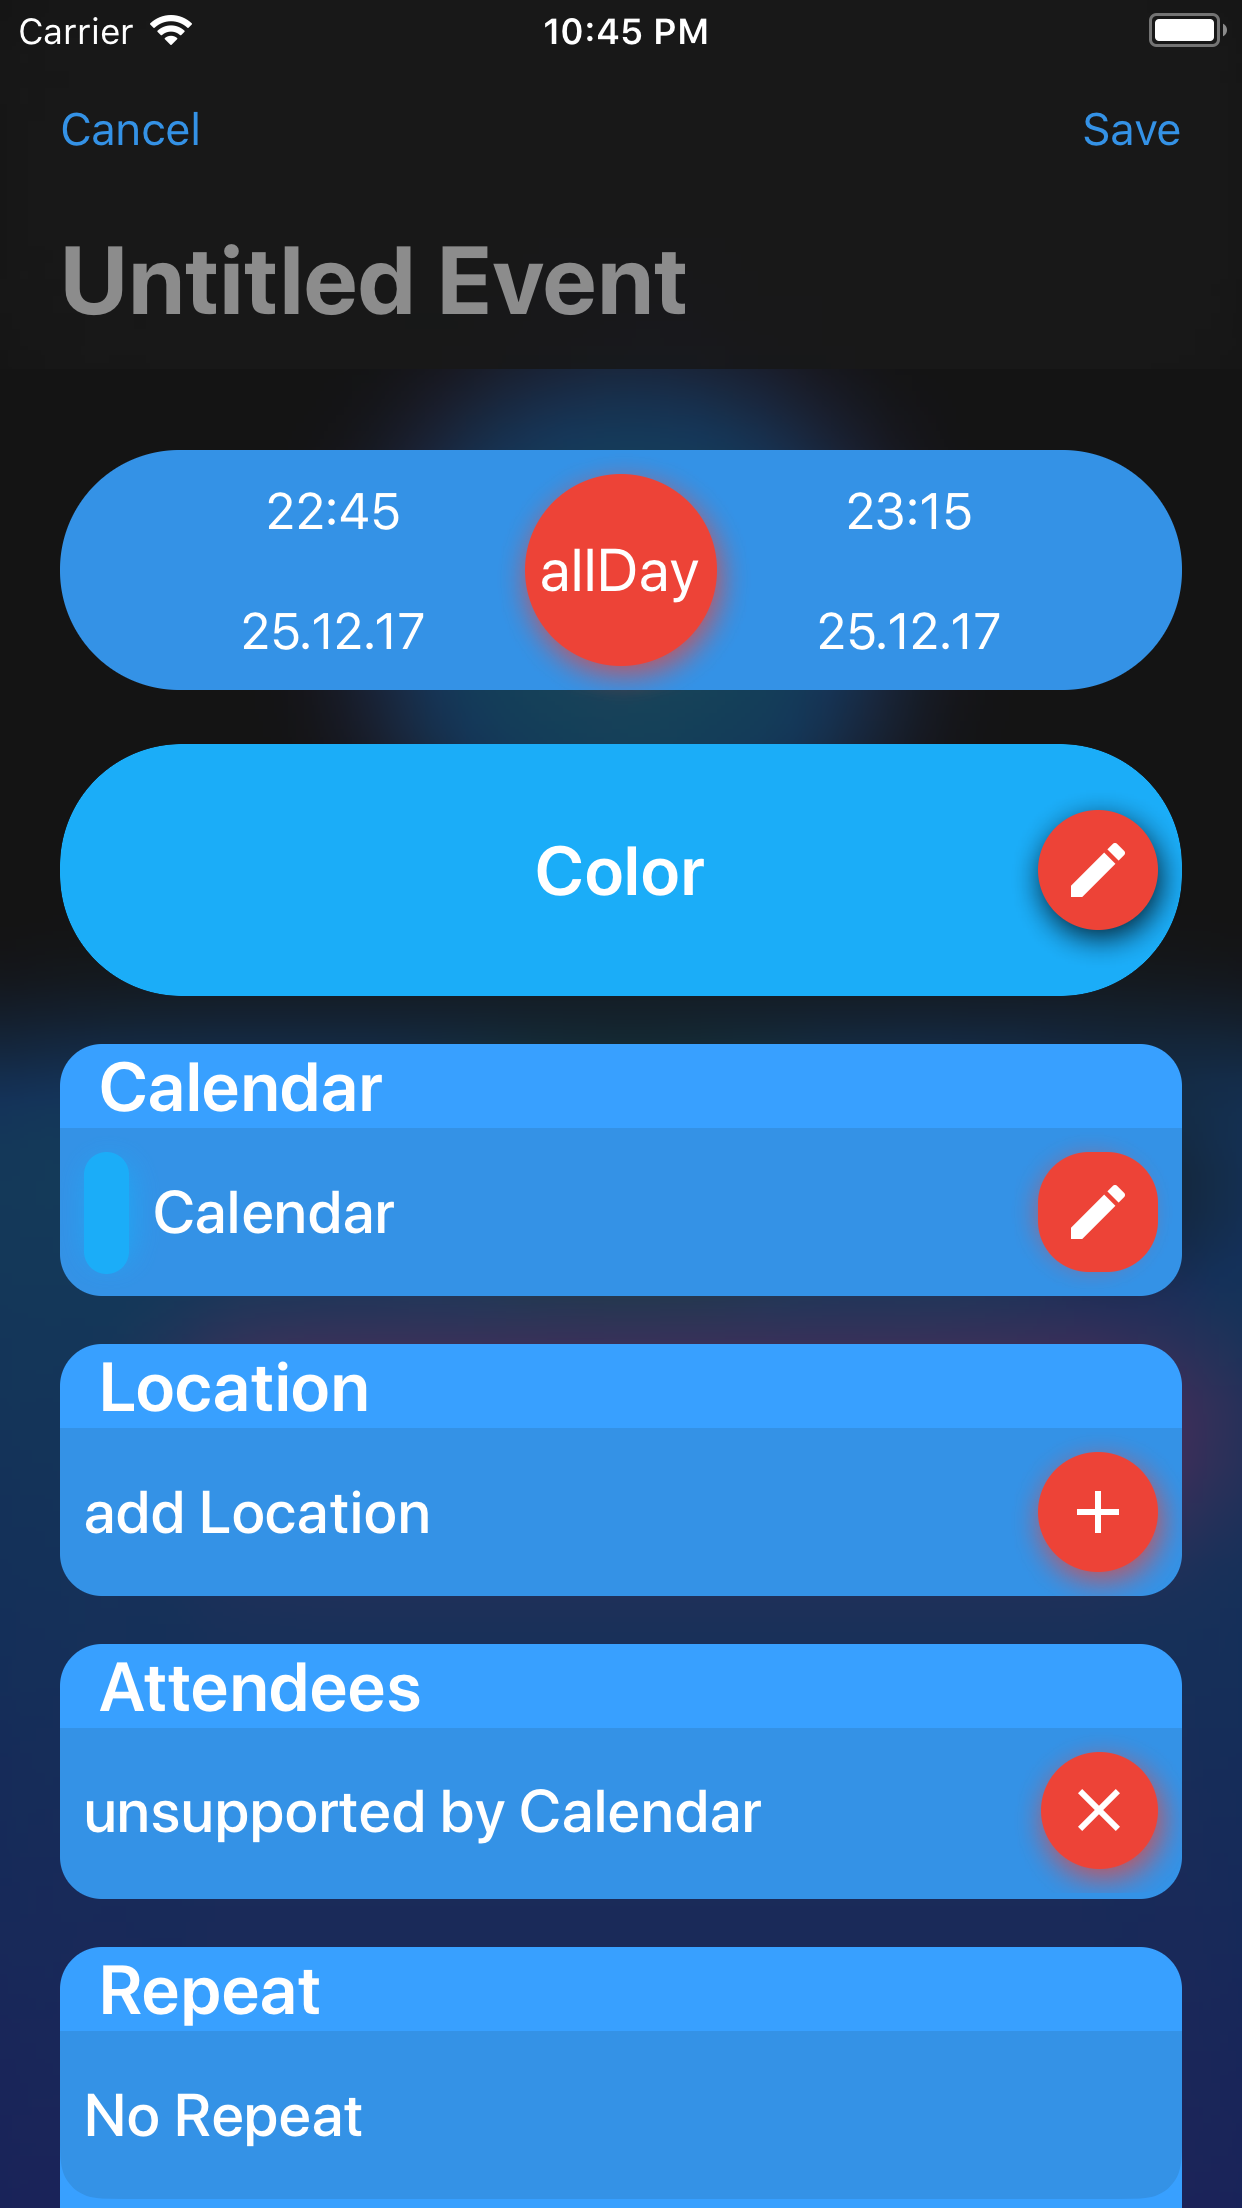 Carrier 10:45 PM
Cancel Save
Untitled Event
22:45 23:15
allDay
25.12.17 25.12.17
Color
Calendar
Calendar
Location
add Location
Attendees
unsupported by Calendar
Repeat
No Repeat